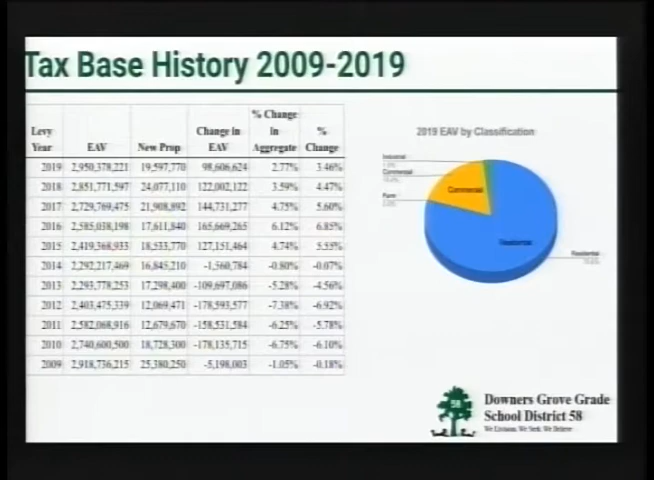 Tax Base History 2009-2019
Levy Year EAV New Prop Change in EAV % Change in Aggregate % Change
2019 2,950,378,221 19,597,770 98,606,624 2.77% 3.46%
2018 2,851,771,597 24,077,110 122,002,122 3.59% 4.47%
2017 2,729,769,475 21,908,892 144,731,277 4.75% 5.60%
2016 2,585,038,198 17,611,840 165,669,265 6.12% 6.85%
2015 2,419,368,933 18,533,770 127,151,464 4.74% 5.55%
2014 2,292,217,469 16,845,210 -1,560,784 -0.80% -0.07%
2013 2,293,778,253 17,298,400 -109,697,086 -5.28% -4.56%
2012 2,403,475,339 12,069,471 -178,593,577 -7.38% -6.92%
2011 2,582,068,916 12,679,670 -158,531,584 -6.25% -5.78%
2010 2,740,600,500 18,728,300 -178,135,715 -6.75% -6.10%
2009 2,918,736,215 25,380,250 -5,198,003 -1.05% -0.18%
2019 EAV by Classification
Industrial
Commercial
Farm
Commercial
Residential
Residential
58
Downers Grove Grade
School District 58